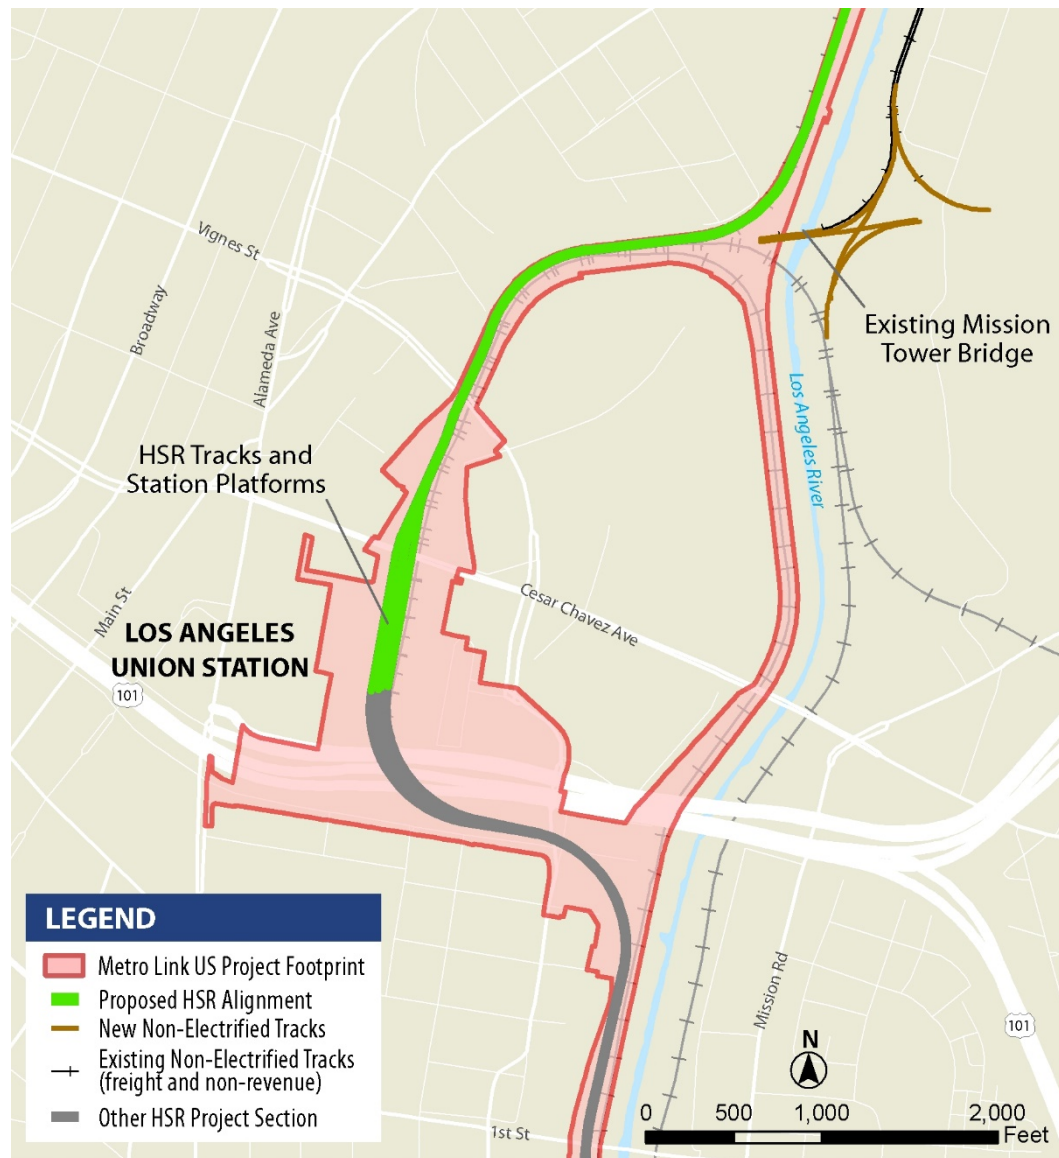 Vignes St
Broadway
Alameda Ave
Existing Mission
Tower Bridge
Los Angeles River
HSR Tracks and
Station Platforms
Cesar Chavez Ave
Main St
LOS ANGELES
UNION STATION
101
LEGEND
Metro Link US Project Footprint
Proposed HSR Alignment
New Non-Electrified Tracks
Existing Non-Electrified Tracks
(freight and non-revenue)
Other HSR Project Section
Mission Rd
101
N
0 500 1,000 2,000
Feet
1st St